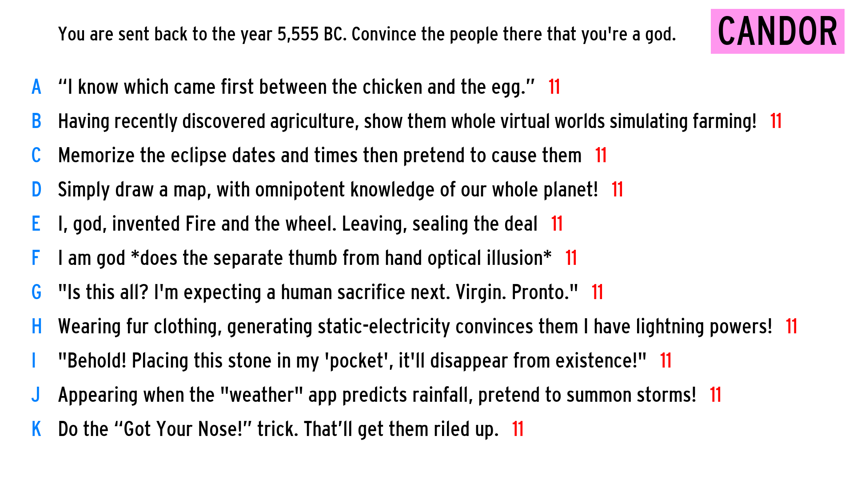 You are sent back to the year 5,555 BC. Convince the people there that you're a god.
CANDOR
A “I know which came first between the chicken and the egg.” 11
B Having recently discovered agriculture, show them whole virtual worlds simulating farming! 11
C Memorize the eclipse dates and times then pretend to cause them 11
D Simply draw a map, with omnipotent knowledge of our whole planet! 11
E I, god, invented Fire and the wheel. Leaving, sealing the deal 11
F I am god *does the separate thumb from hand optical illusion* 11
G "Is this all? I'm expecting a human sacrifice next. Virgin. Pronto." 11
H Wearing fur clothing, generating static-electricity convinces them I have lightning powers! 11
I "Behold! Placing this stone in my 'pocket', it'll disappear from existence!" 11
J Appearing when the "weather" app predicts rainfall, pretend to summon storms! 11
K Do the “Got Your Nose!” trick. That’ll get them riled up. 11